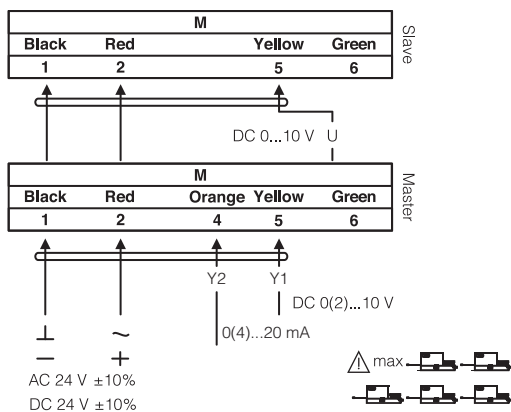 M
Black Red Yellow Green
1 2 5 6
Slave
DC 0...10 V U
M
Black Red Orange Yellow Green
1 2 4 5 6
Master
Y2 Y1
DC 0(2)...10 V
0(4)...20 mA
⊥ ~
− +
AC 24 V ±10%
DC 24 V ±10%
⚠ max